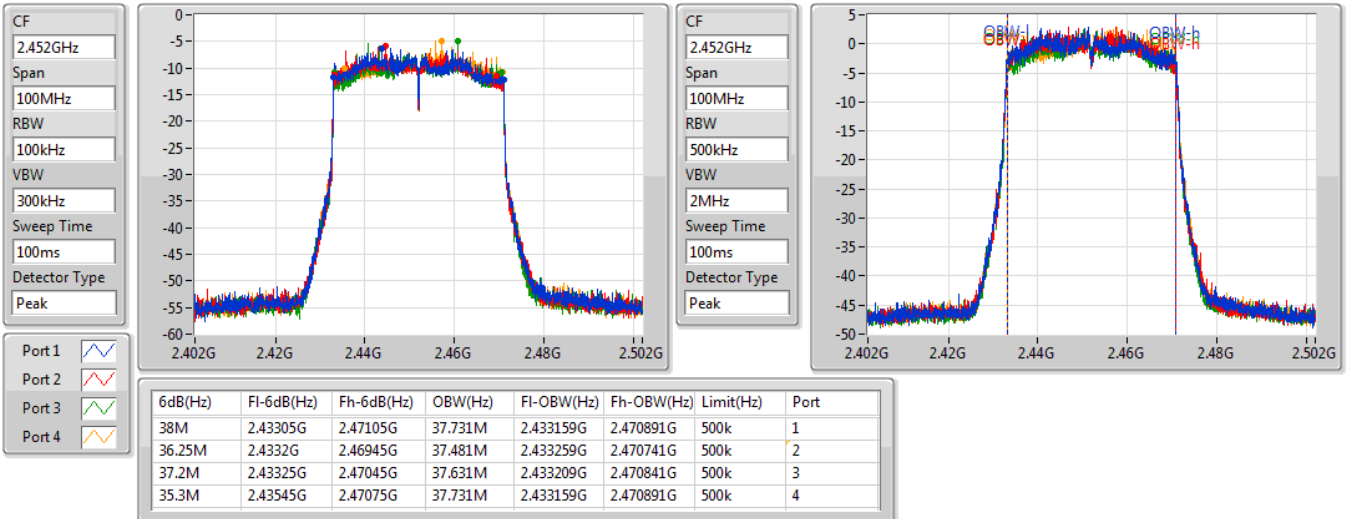 CF
2.452GHz
Span
100MHz
RBW
100kHz
VBW
300kHz
Sweep Time
100ms
Detector Type
Peak
0
-5
-10
-15
-20
-25
-30
-35
-40
-45
-50
-55
-60
2.402G 2.42G 2.44G 2.46G 2.48G 2.502G
CF
2.452GHz
Span
100MHz
RBW
500kHz
VBW
2MHz
Sweep Time
100ms
Detector Type
Peak
5
0
-5
-10
-15
-20
-25
-30
-35
-40
-45
-50
OBW-l OBW-h
OBW-h
2.402G 2.42G 2.44G 2.46G 2.48G 2.502G
Port 1
Port 2
Port 3
Port 4
6dB(Hz) Fl-6dB(Hz) Fh-6dB(Hz) OBW(Hz) Fl-OBW(Hz) Fh-OBW(Hz) Limit(Hz) Port
38M 2.43305G 2.47105G 37.731M 2.433159G 2.470891G 500k 1
36.25M 2.4332G 2.46945G 37.481M 2.433259G 2.470741G 500k 2
37.2M 2.43325G 2.47045G 37.631M 2.433209G 2.470841G 500k 3
35.3M 2.43545G 2.47075G 37.731M 2.433159G 2.470891G 500k 4